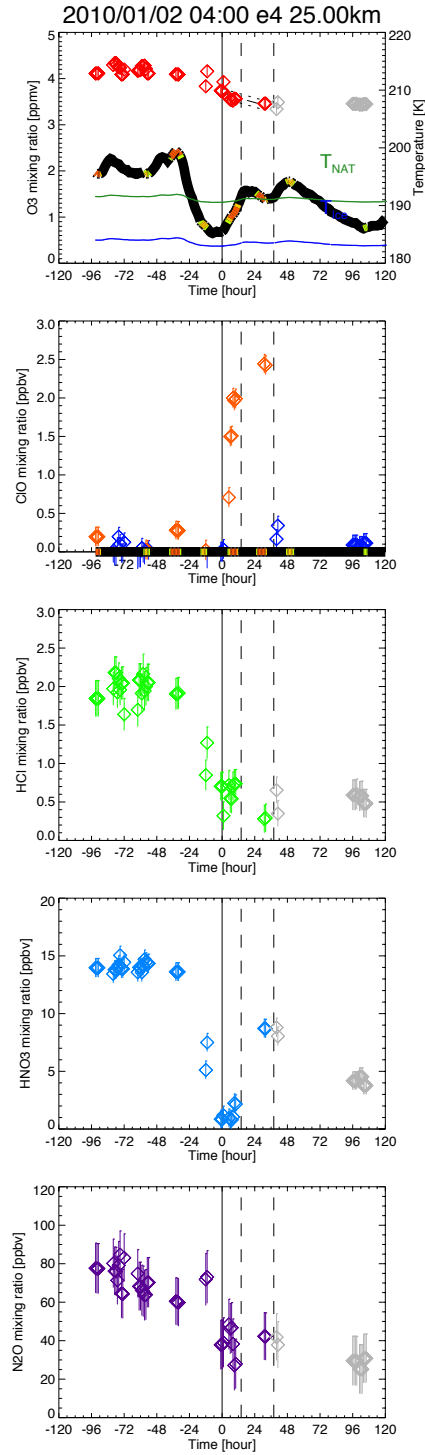 2010/01/02 04:00 e4 25.00km
O3 mixing ratio [ppmv]
5
4
3
2
1
0
220
210
200
190
180
Temperature [K]
T_NAT
-120 -96 -72 -48 -24 0 24 48 72 96 120
Time [hour]
ClO mixing ratio [ppbv]
3.0
2.5
2.0
1.5
1.0
0.5
0.0
-120 -96 -72 -48 -24 0 24 48 72 96 120
Time [hour]
HCl mixing ratio [ppbv]
3.0
2.5
2.0
1.5
1.0
0.5
0.0
-120 -96 -72 -48 -24 0 24 48 72 96 120
Time [hour]
HNO3 mixing ratio [ppbv]
20
15
10
5
0
-120 -96 -72 -48 -24 0 24 48 72 96 120
Time [hour]
N2O mixing ratio [ppbv]
120
100
80
60
40
20
0
-120 -96 -72 -48 -24 0 24 48 72 96 120
Time [hour]